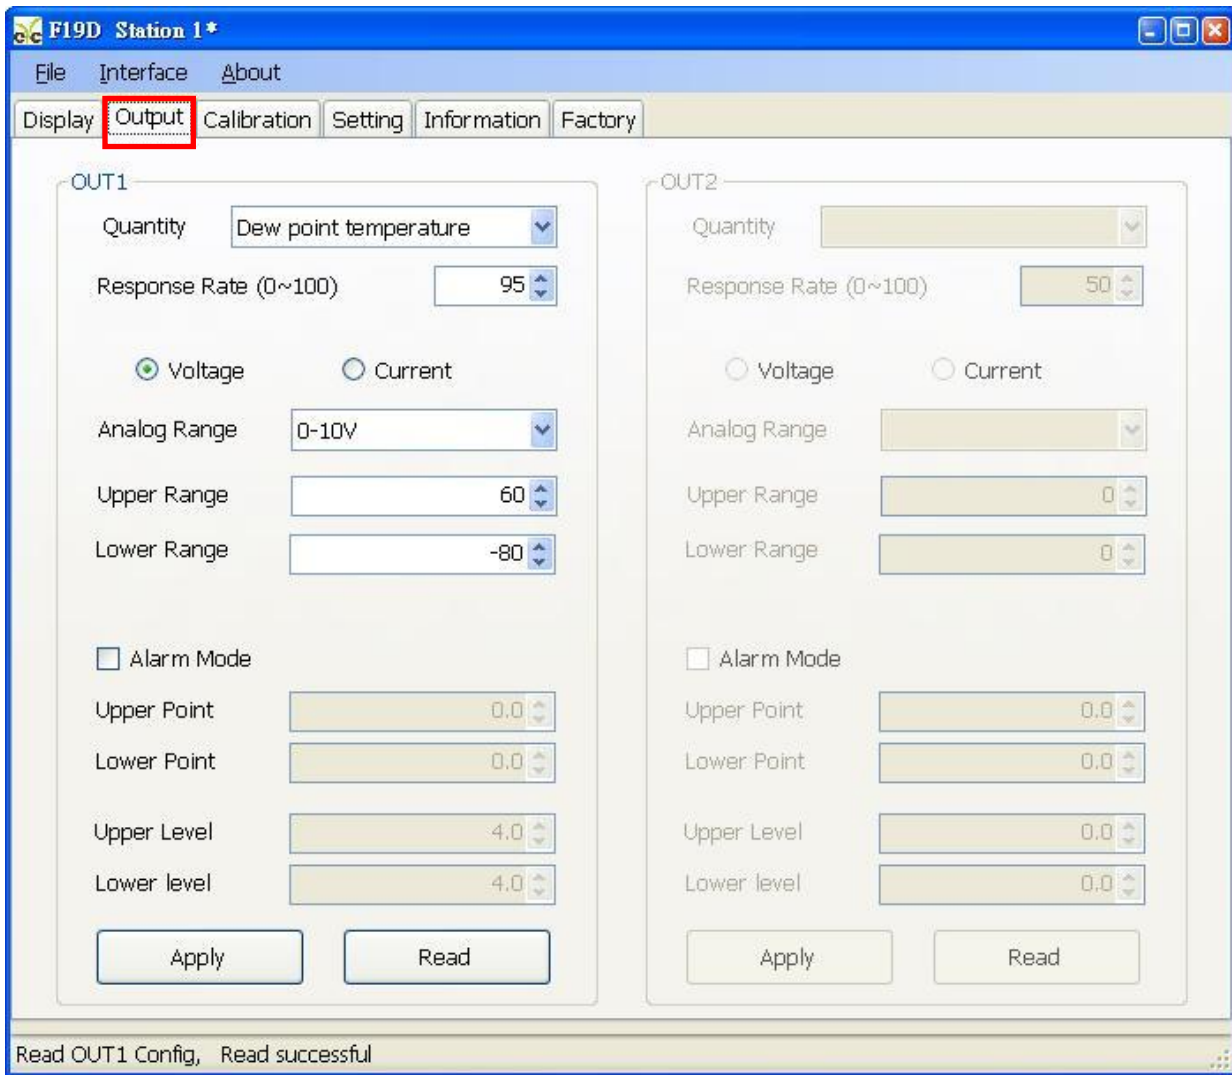 F19D Station 1*
File Interface About
Display Output Calibration Setting Information Factory
OUT1
Quantity Dew point temperature
Response Rate (0~100) 95
Voltage Current
Analog Range 0-10V
Upper Range 60
Lower Range -80
Alarm Mode
Upper Point 0.0
Lower Point 0.0
Upper Level 4.0
Lower level 4.0
Apply Read
OUT2
Quantity
Response Rate (0~100) 50
Voltage Current
Analog Range
Upper Range 0
Lower Range 0
Alarm Mode
Upper Point 0.0
Lower Point 0.0
Upper Level 0.0
Lower level 0.0
Apply Read
Read OUT1 Config, Read successful